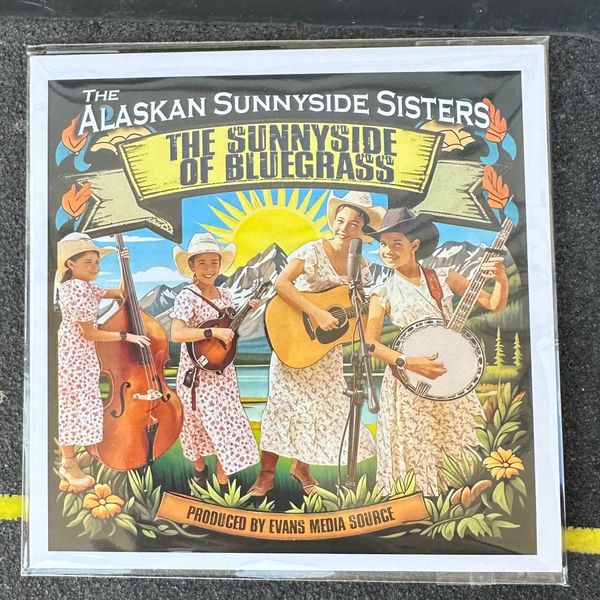 THE
ALASKAN SUNNYSIDE SISTERS
THE SUNNYSIDE
OF BLUEGRASS
PRODUCED BY EVANS MEDIA SOURCE